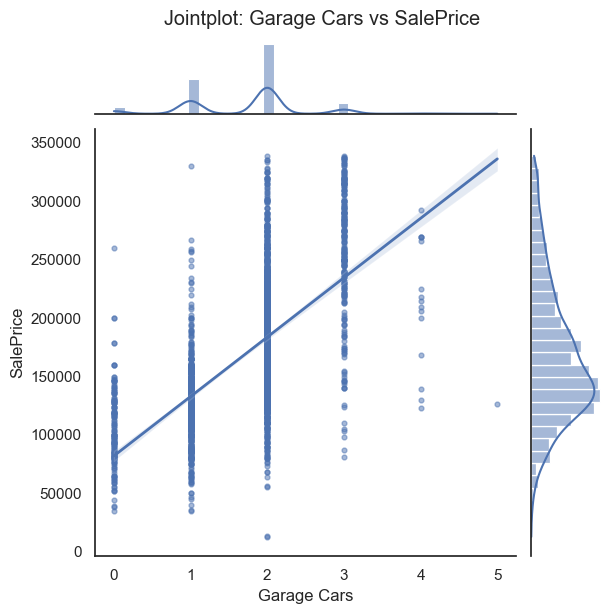 Jointplot: Garage Cars vs SalePrice
350000
300000
250000
200000
150000
100000
50000
0
SalePrice
0 1 2 3 4 5
Garage Cars